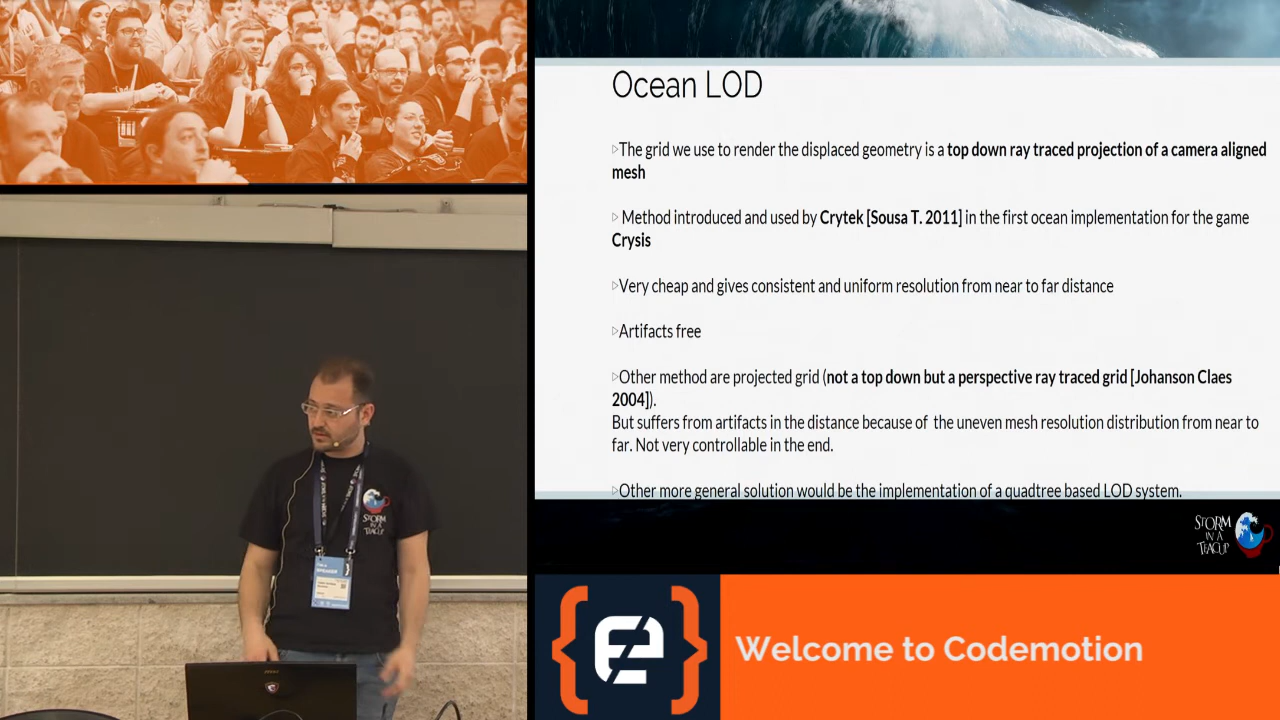 Ocean LOD
▷The grid we use to render the displaced geometry is a top down ray traced projection of a camera aligned
mesh
▷ Method introduced and used by Crytek [Sousa T. 2011] in the first ocean implementation for the game
Crysis
▷Very cheap and gives consistent and uniform resolution from near to far distance
▷Artifacts free
▷Other method are projected grid (not a top down but a perspective ray traced grid [Johanson Claes
2004]).
But suffers from artifacts in the distance because of the uneven mesh resolution distribution from near to
far. Not very controllable in the end.
▷Other more general solution would be the implementation of a quadtree based LOD system.
STORM
IN A
TEACUP
Welcome to Codemotion
STORM
IN A
TEACUP
SPEAKER